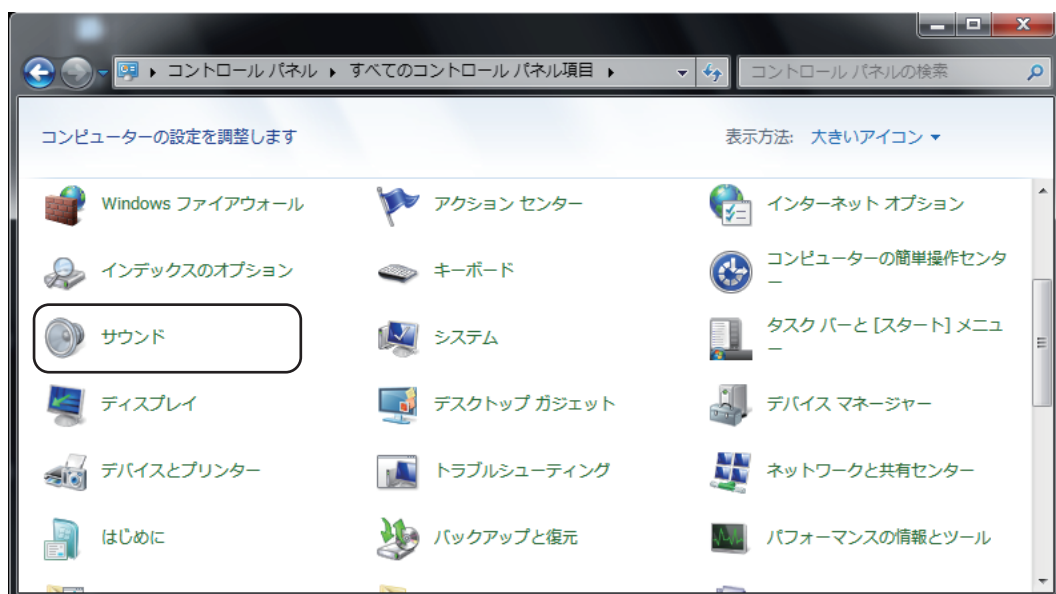 コントロール パネル
すべてのコントロール パネル項目
コントロール パネルの検索
コンピューターの設定を調整します
表示方法: 大きいアイコン
Windows ファイアウォール
アクション センター
インターネット オプション
インデックスのオプション
キーボード
コンピューターの簡単操作センタ
ー
サウンド
システム
タスク バーと [スタート] メニュ
ー
ディスプレイ
デスクトップ ガジェット
デバイス マネージャー
デバイスとプリンター
トラブルシューティング
ネットワークと共有センター
はじめに
バックアップと復元
パフォーマンスの情報とツール